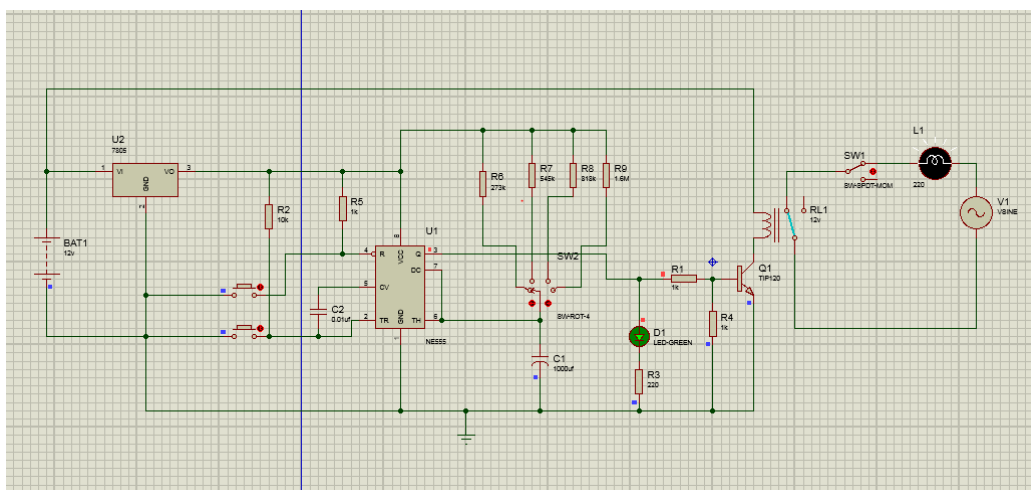 U2
7805
1
VI
VO
3
GND
2
BAT1
12v
R2
10k
R5
1k
U1
4
R
VCC
8
Q
3
DC
7
5
CV
2
TR
GND
1
TH
6
NE555
C2
0.01uf
R6
273k
R7
545k
R8
818k
R9
1.6M
SW2
SW-ROT-4
C1
1000uf
R1
1k
D1
LED-GREEN
R3
220
R4
1k
Q1
TIP120
RL1
12v
SW1
SW-SPDT-MOM
L1
220
V1
VSINE